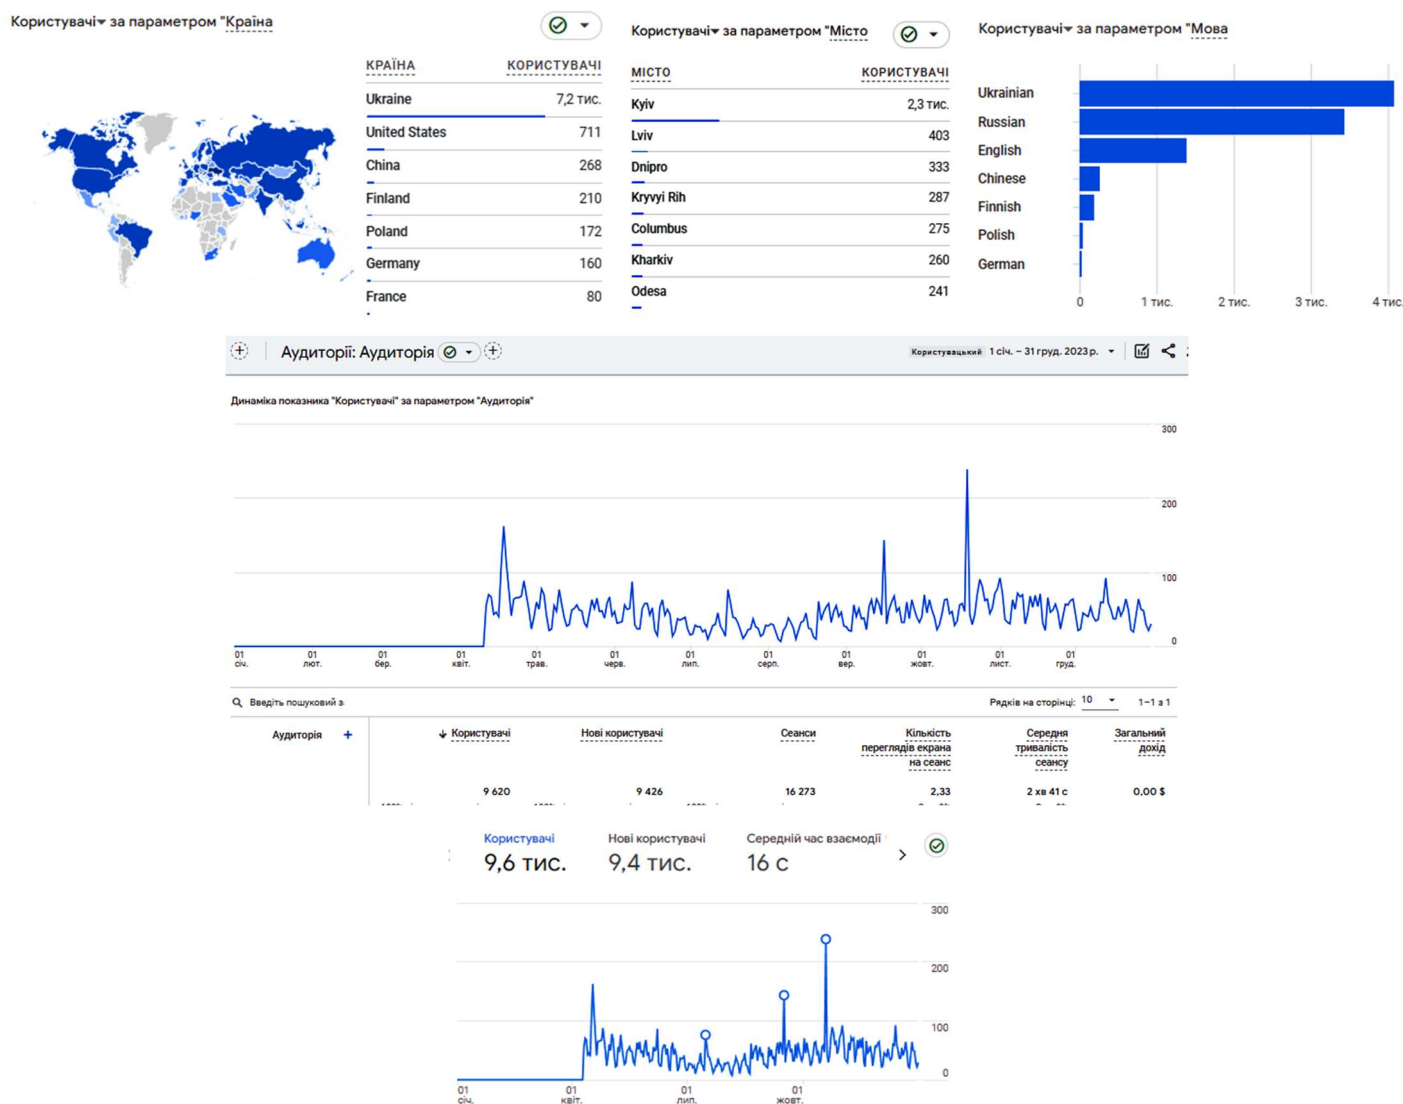 Користувачі за параметром "Країна
КРАЇНА КОРИСТУВАЧІ
Ukraine 7,2 тис.
United States 711
China 268
Finland 210
Poland 172
Germany 160
France 80
Користувачі за параметром "Місто
МІСТО КОРИСТУВАЧІ
Kyiv 2,3 тис.
Lviv 403
Dnipro 333
Kryvyi Rih 287
Columbus 275
Kharkiv 260
Odesa 241
Користувачі за параметром "Мова
Ukrainian
Russian
English
Chinese
Finnish
Polish
German
0 1 тис. 2 тис. 3 тис. 4 тис.
Аудиторії: Аудиторія
Користувацький 1 січ. – 31 груд. 2023 р.
Динаміка показника "Користувачі" за параметром "Аудиторія"
300
200
100
0
01 01 01 01 01 01 01 01 01 01 01 01
січ. лют. бер. квіт. трав. черв. лип. серп. вер. жовт. лист. груд.
Введіть пошуковий з
Рядків на сторінці: 10 1–1 з 1
Аудиторія + Користувачі Нові користувачі Сеанси Кількість переглядів екрана на сеанс Середня тривалість сеансу Загальний дохід
9 620 9 426 16 273 2,33 2 хв 41 с 0,00 $
Користувачі Нові користувачі Середній час взаємодії
9,6 тис. 9,4 тис. 16 с
300
200
100
0
01 01 01 01
січ. квіт. лип. жовт.